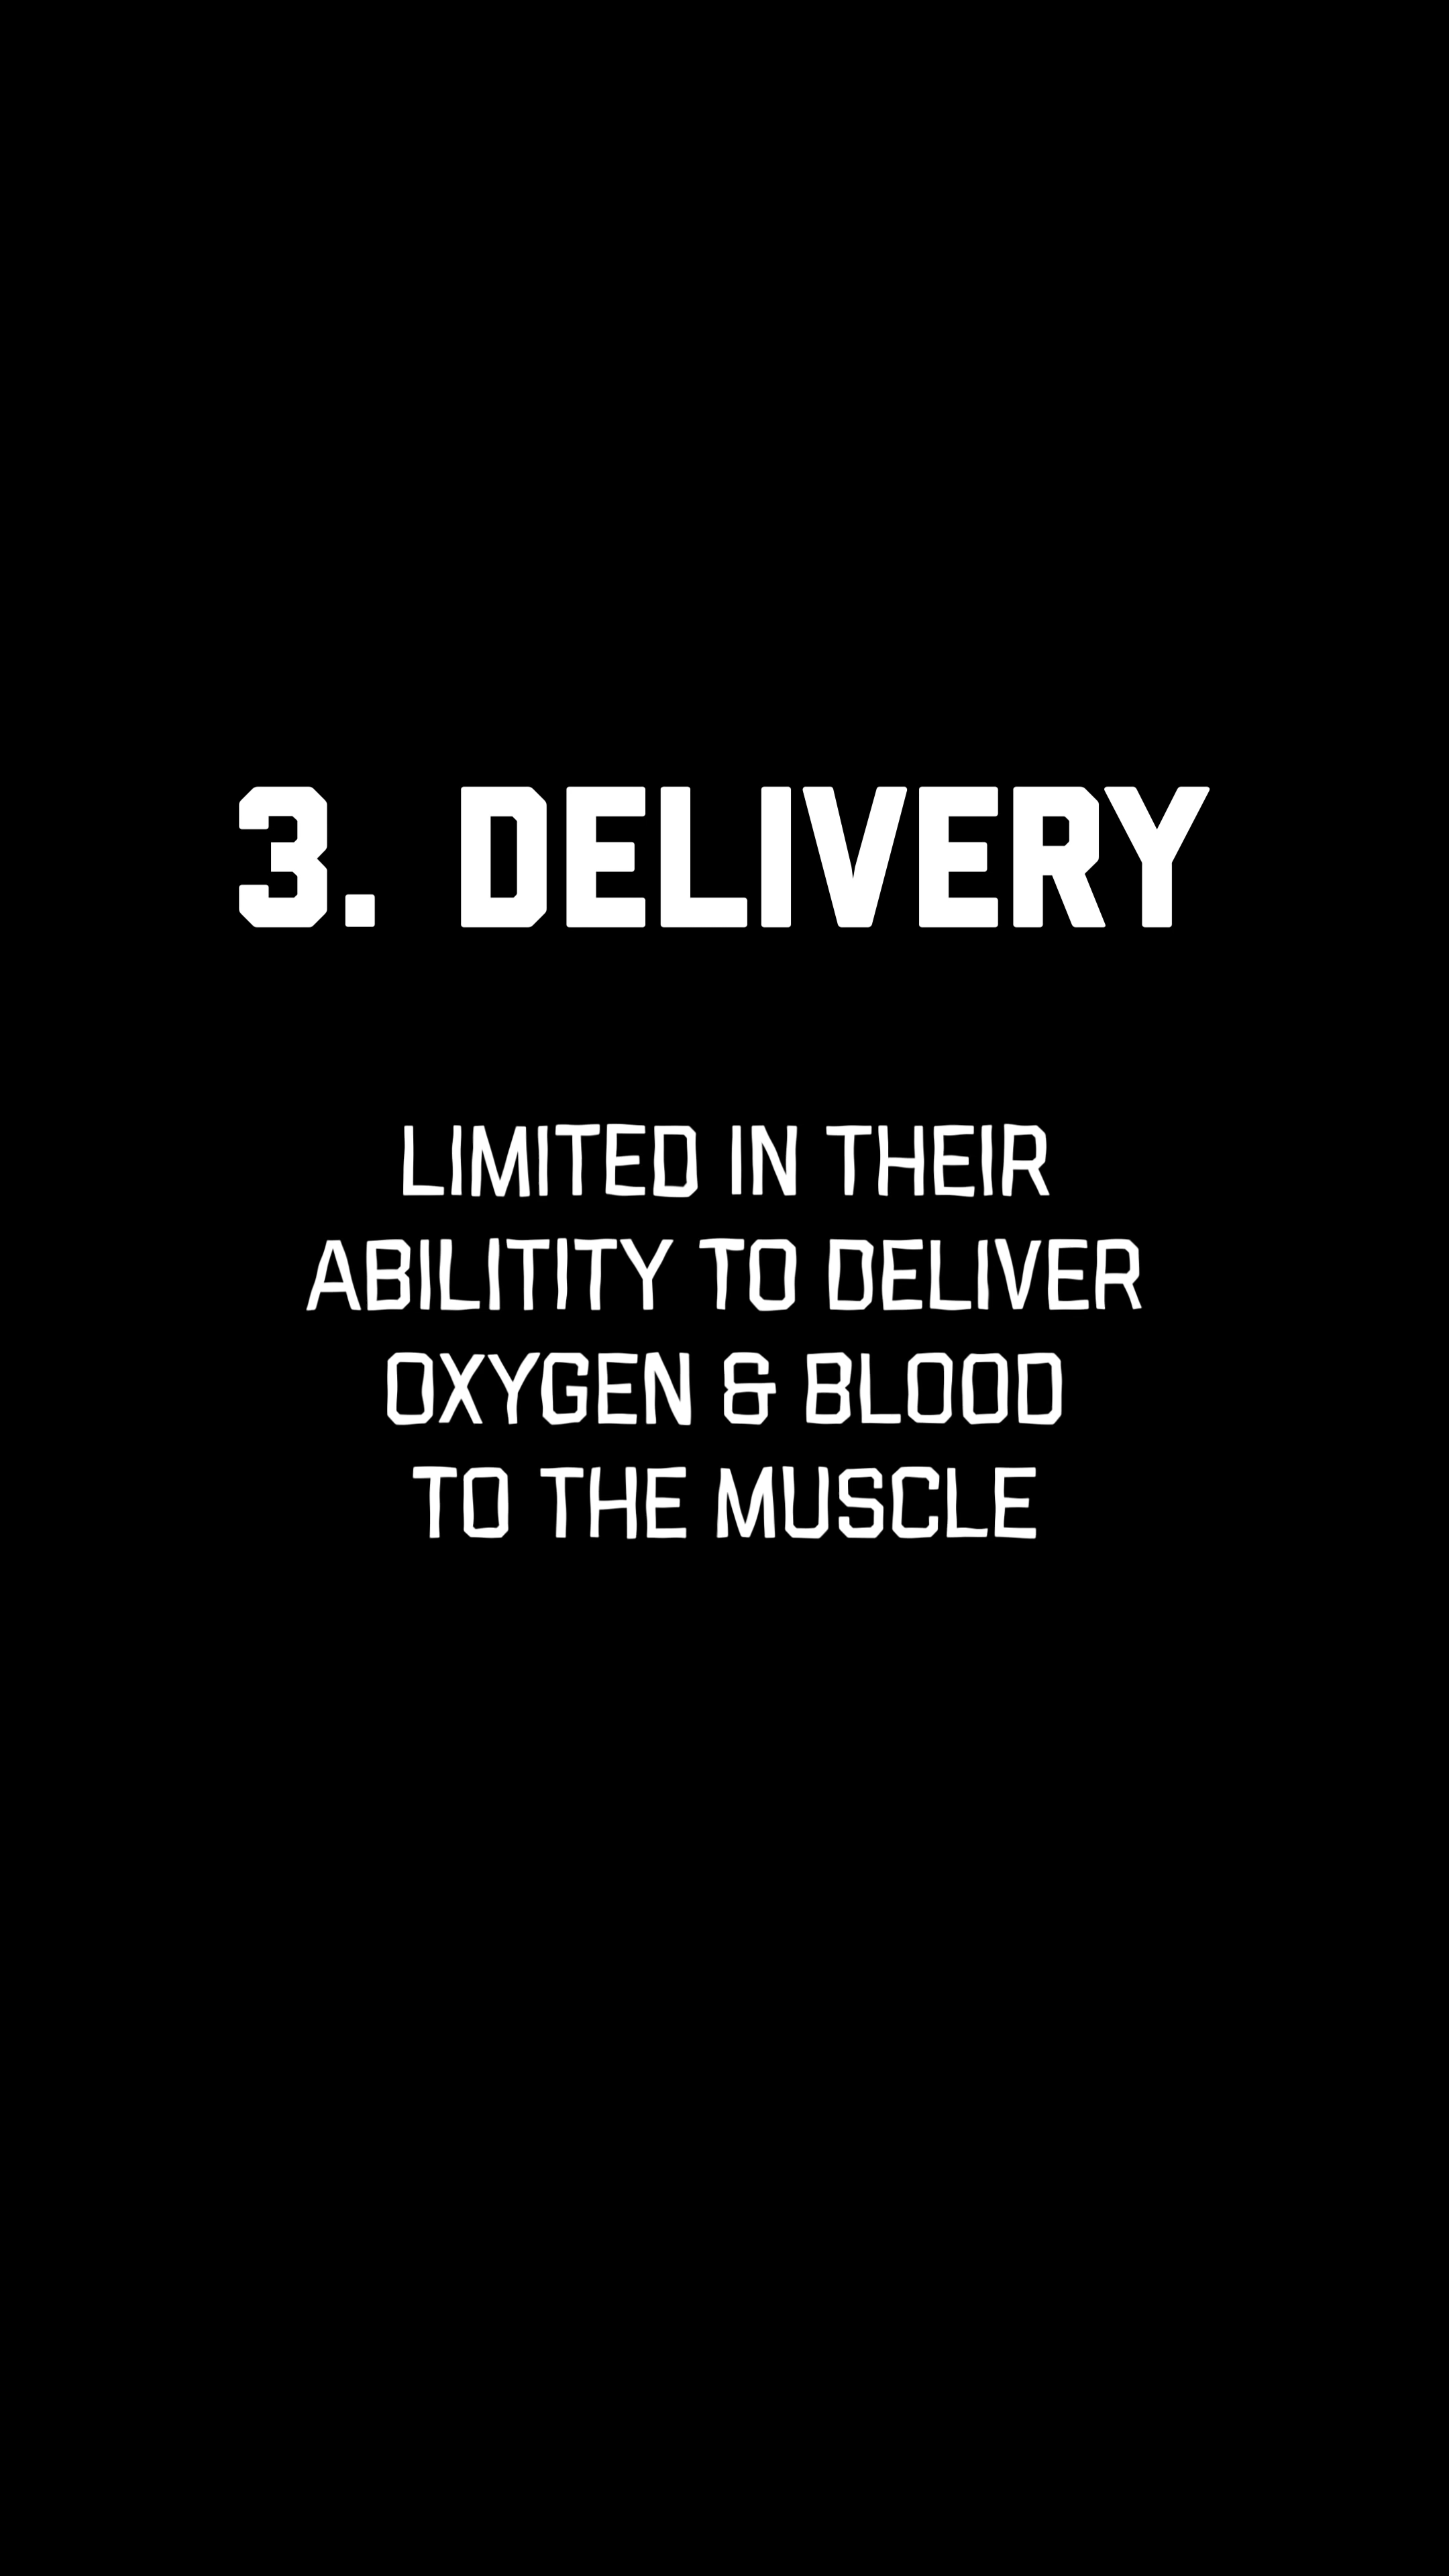 3. DELIVERY
LIMITED IN THEIR
ABILITITY TO DELIVER
OXYGEN & BLOOD
TO THE MUSCLE